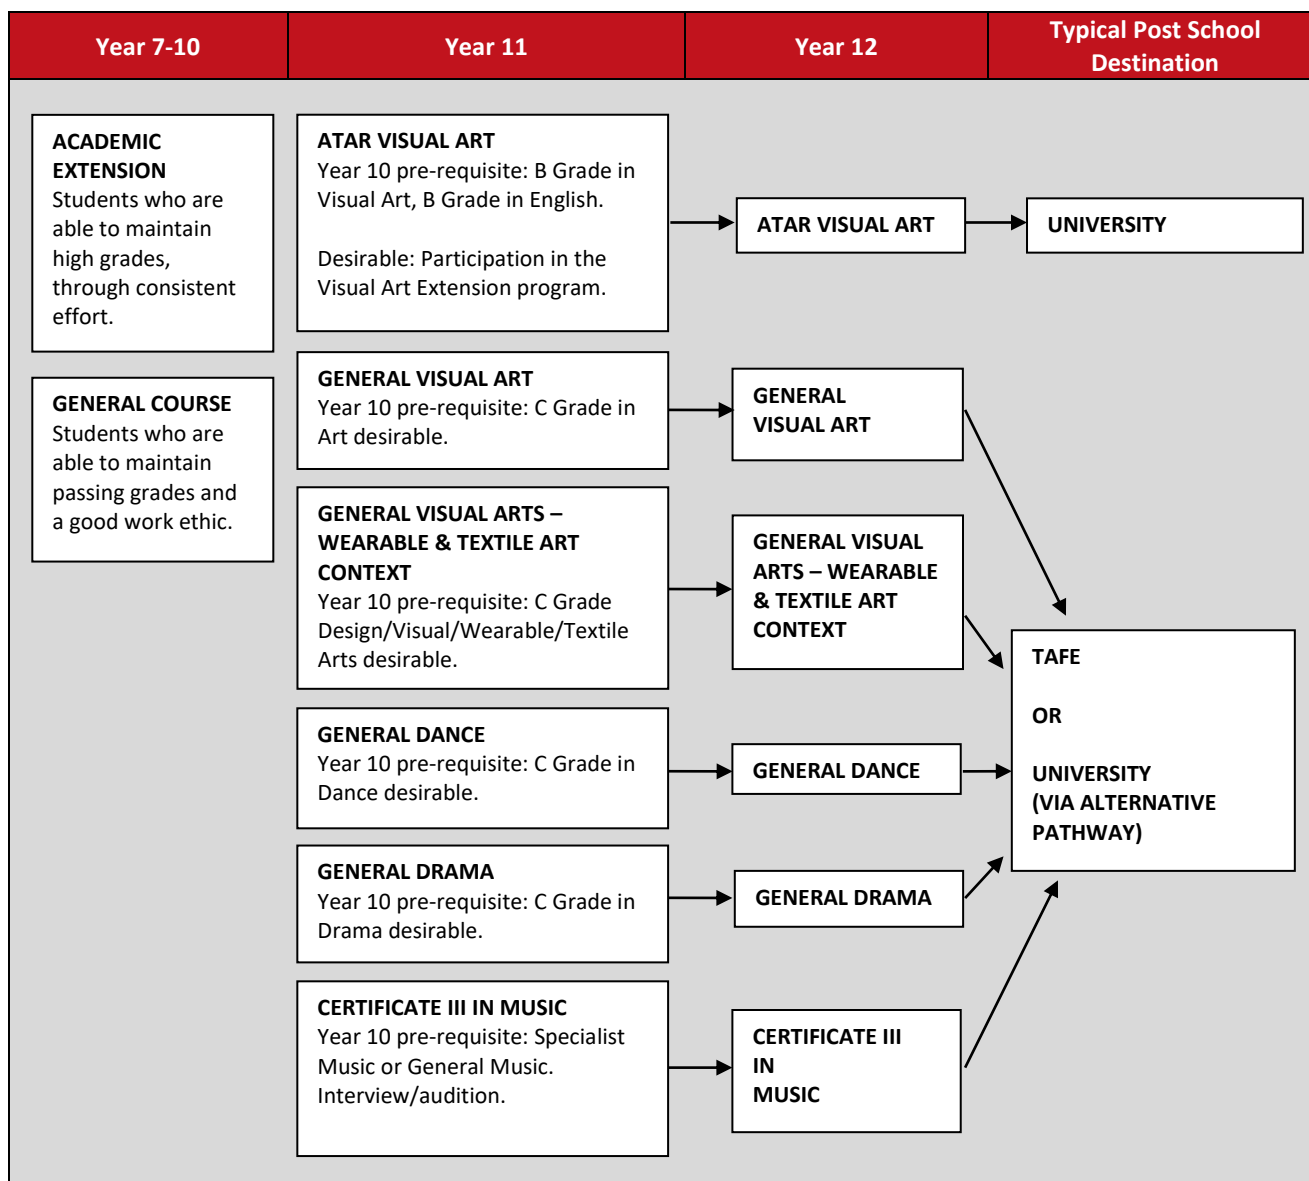 Year 7-10
Year 11
Year 12
Typical Post School
Destination
ACADEMIC
EXTENSION
Students who are
able to maintain
high grades,
through consistent
effort.
GENERAL COURSE
Students who are
able to maintain
passing grades and
a good work ethic.
ATAR VISUAL ART
Year 10 pre-requisite: B Grade in
Visual Art, B Grade in English.
Desirable: Participation in the
Visual Art Extension program.
ATAR VISUAL ART
UNIVERSITY
GENERAL VISUAL ART
Year 10 pre-requisite: C Grade in
Art desirable.
GENERAL
VISUAL ART
GENERAL VISUAL ARTS –
WEARABLE & TEXTILE ART
CONTEXT
Year 10 pre-requisite: C Grade
Design/Visual/Wearable/Textile
Arts desirable.
GENERAL VISUAL
ARTS – WEARABLE
& TEXTILE ART
CONTEXT
GENERAL DANCE
Year 10 pre-requisite: C Grade in
Dance desirable.
GENERAL DANCE
GENERAL DRAMA
Year 10 pre-requisite: C Grade in
Drama desirable.
GENERAL DRAMA
CERTIFICATE III IN MUSIC
Year 10 pre-requisite: Specialist
Music or General Music.
Interview/audition.
CERTIFICATE III
IN
MUSIC
TAFE
OR
UNIVERSITY
(VIA ALTERNATIVE
PATHWAY)